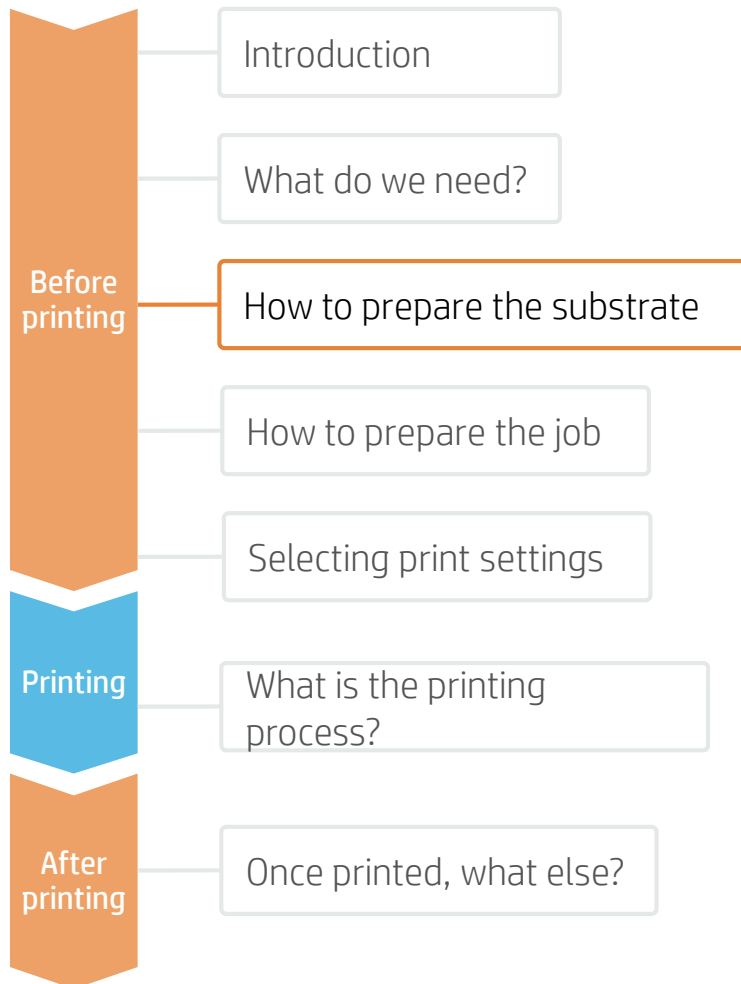 Introduction
What do we need?
Before
printing
How to prepare the substrate
How to prepare the job
Selecting print settings
Printing
What is the printing
process?
After
printing
Once printed, what else?